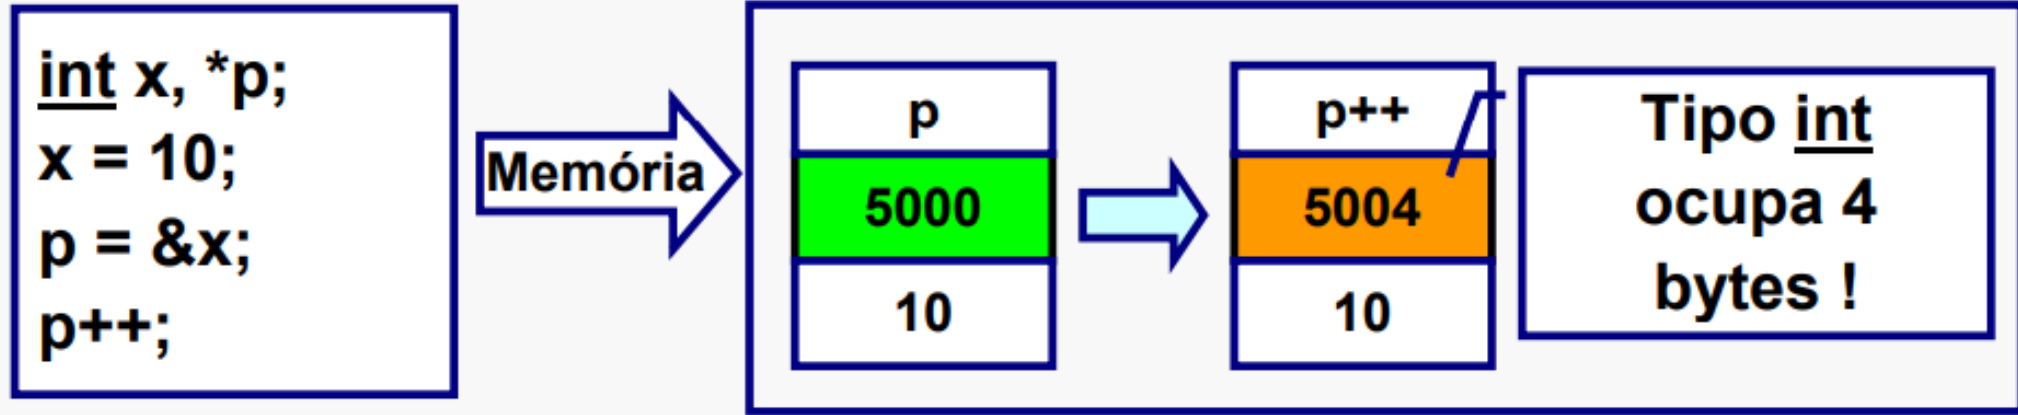 int x, *p;
x = 10;
p = &x;
p++;
Memória
p
5000
10
p++
5004
10
Tipo int
ocupa 4
bytes !